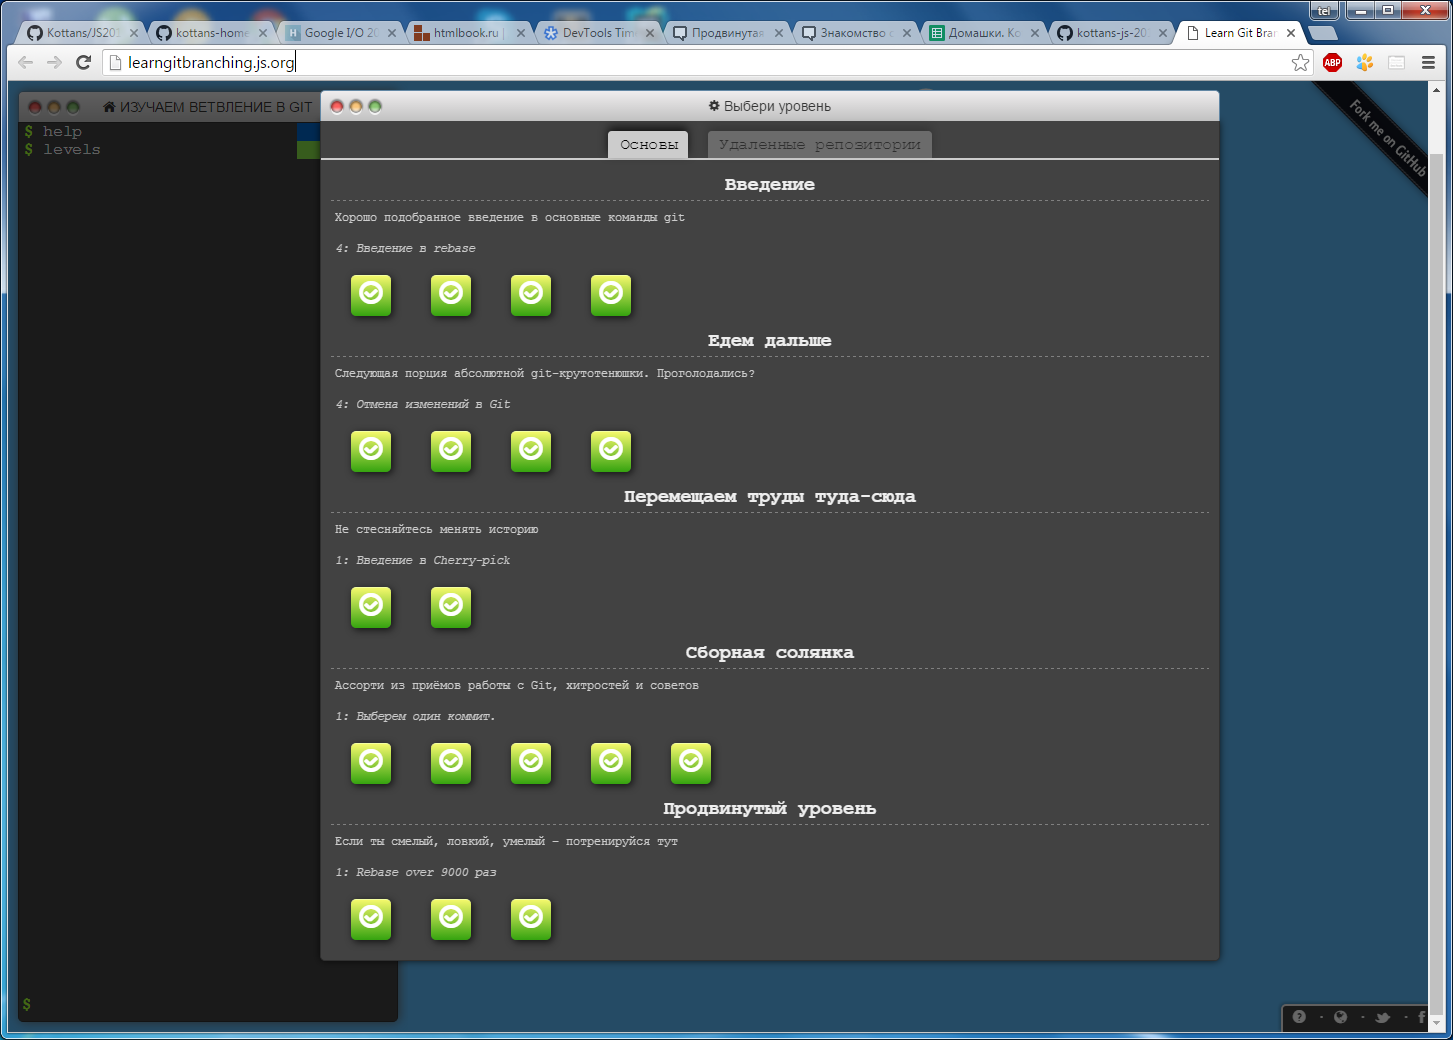 tel
Kottans/JS201
kottans-home
Google I/O 20
htmlbook.ru |
DevTools Time
Продвинутая
Знакомство с
Домашки. Ко
kottans-js-20
Learn Git Bran
learngitbranching.js.org
ABP
ИЗУЧАЕМ ВЕТВЛЕНИЕ В GIT
$ help
$ levels
$
Выбери уровень
Основы
Удаленные репозитории
Введение
Хорошо подобранное введение в основные команды git
4: Введение в rebase
Едем дальше
Следующая порция абсолютной git-крутотенюшки. Проголодались?
4: Отмена изменений в Git
Перемещаем труды туда-сюда
Не стесняйтесь менять историю
1: Введение в Cherry-pick
Сборная солянка
Ассорти из приёмов работы с Git, хитростей и советов
1: Выберем один коммит.
Продвинутый уровень
Если ты смелый, ловкий, умелый - потренируйся тут
1: Rebase over 9000 раз
Fork me on GitHub